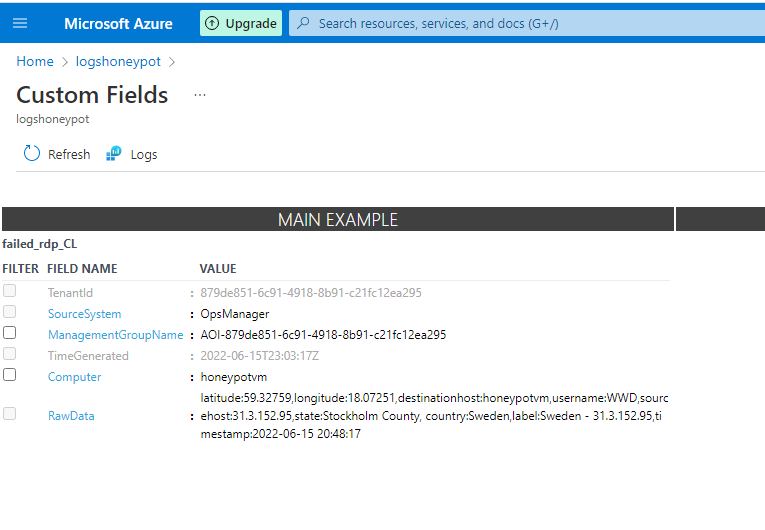 Microsoft Azure Upgrade Search resources, services, and docs (G+/)
Home > logshoneypot >
Custom Fields ...
logshoneypot
Refresh Logs
MAIN EXAMPLE
failed_rdp_CL
FILTER FIELD NAME VALUE
TenantId : 879de851-6c91-4918-8b91-c21fc12ea295
SourceSystem : OpsManager
ManagementGroupName : AOI-879de851-6c91-4918-8b91-c21fc12ea295
TimeGenerated : 2022-06-15T23:03:17Z
Computer : honeypotvm
latitude:59.32759,longitude:18.07251,destinationhost:honeypotvm,username:WWD,sourc
RawData : ehost:31.3.152.95,state:Stockholm County, country:Sweden,label:Sweden - 31.3.152.95,ti
mestamp:2022-06-15 20:48:17